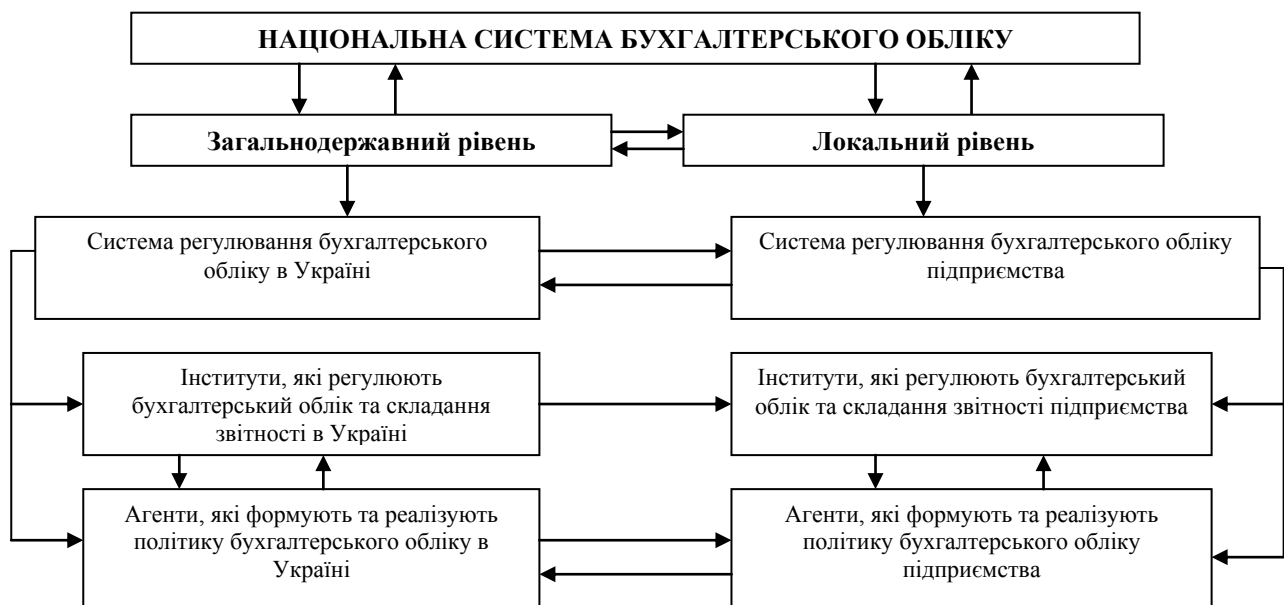 НАЦІОНАЛЬНА СИСТЕМА БУХГАЛТЕРСЬКОГО ОБЛІКУ
Загальнодержавний рівень
Локальний рівень
Система регулювання бухгалтерського
обліку в Україні
Система регулювання бухгалтерського обліку
підприємства
Інститути, які регулюють
бухгалтерський облік та складання
звітності в Україні
Інститути, які регулюють бухгалтерський
облік та складання звітності підприємства
Агенти, які формують та реалізують
політику бухгалтерського обліку в
Україні
Агенти, які формують та реалізують
політику бухгалтерського обліку
підприємства